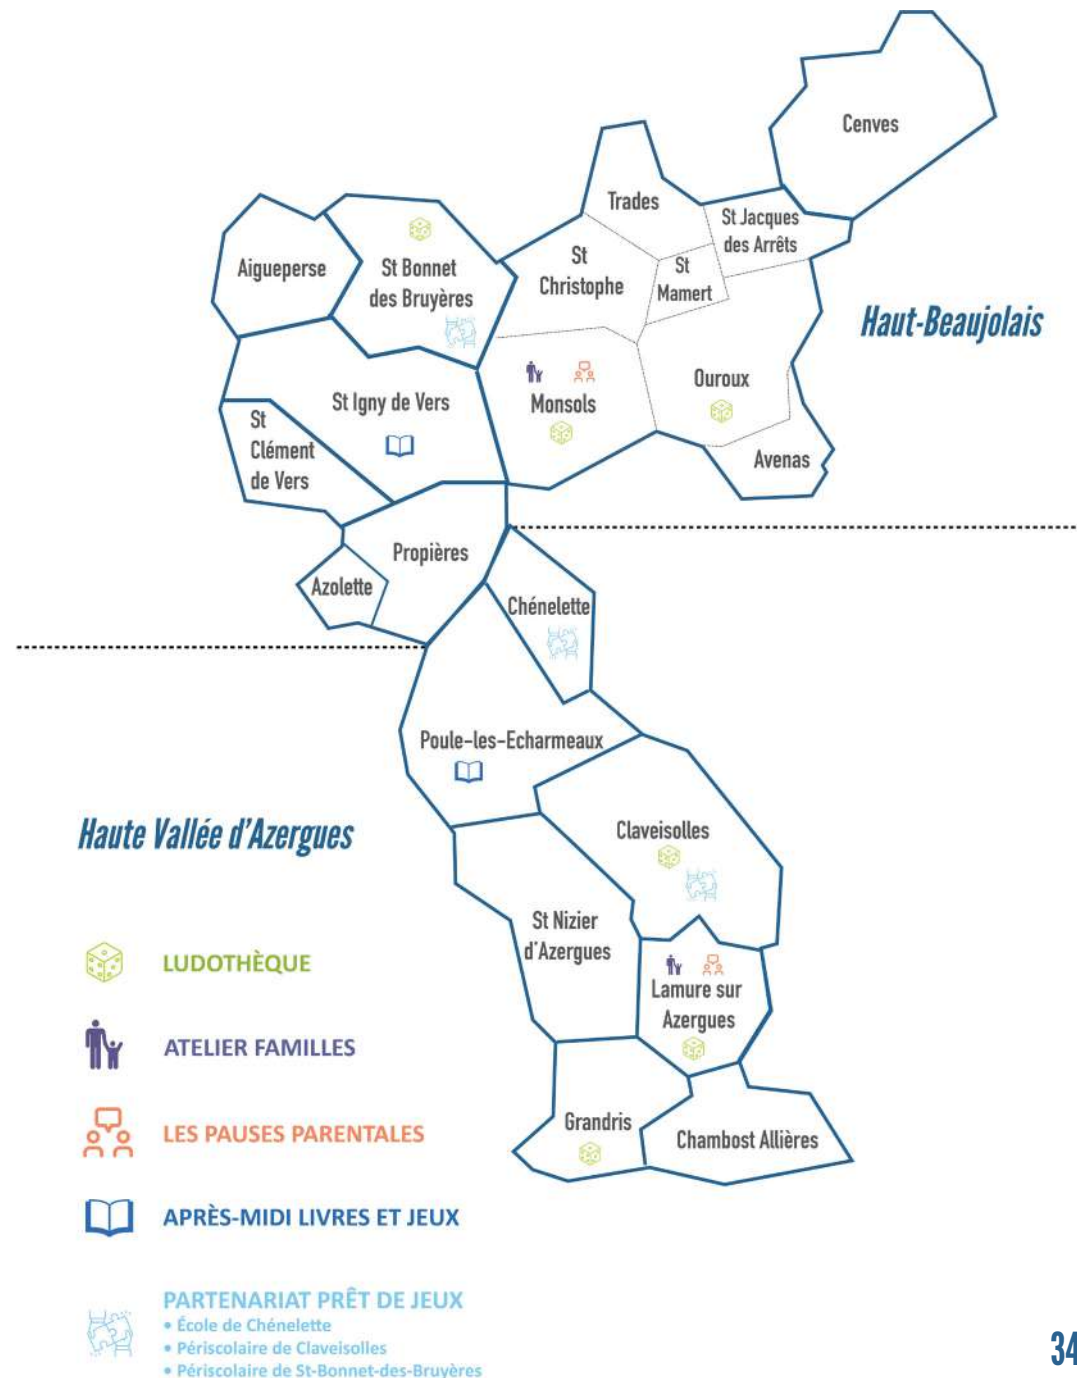 Cenves
Trades
St Jacques
des Arrêts
St
Christophe
St
Mamert
Aigueperse
St Bonnet
des Bruyères
Haut-Beaujolais
Ouroux
Monsols
St Igny de Vers
St
Clément
de Vers
Avenas
Propières
Azolette
Chénelette
Poule-les-Echarmeaux
Haute Vallée d'Azergues
Claveisolles
St Nizier
d'Azergues
Lamure sur
Azergues
Grandris
Chambost Allières
LUDOTHÈQUE
ATELIER FAMILLES
LES PAUSES PARENTALES
APRÈS-MIDI LIVRES ET JEUX
PARTENARIAT PRÊT DE JEUX
• École de Chénelette
• Périscolaire de Claveisolles
• Périscolaire de St-Bonnet-des-Bruyères
34